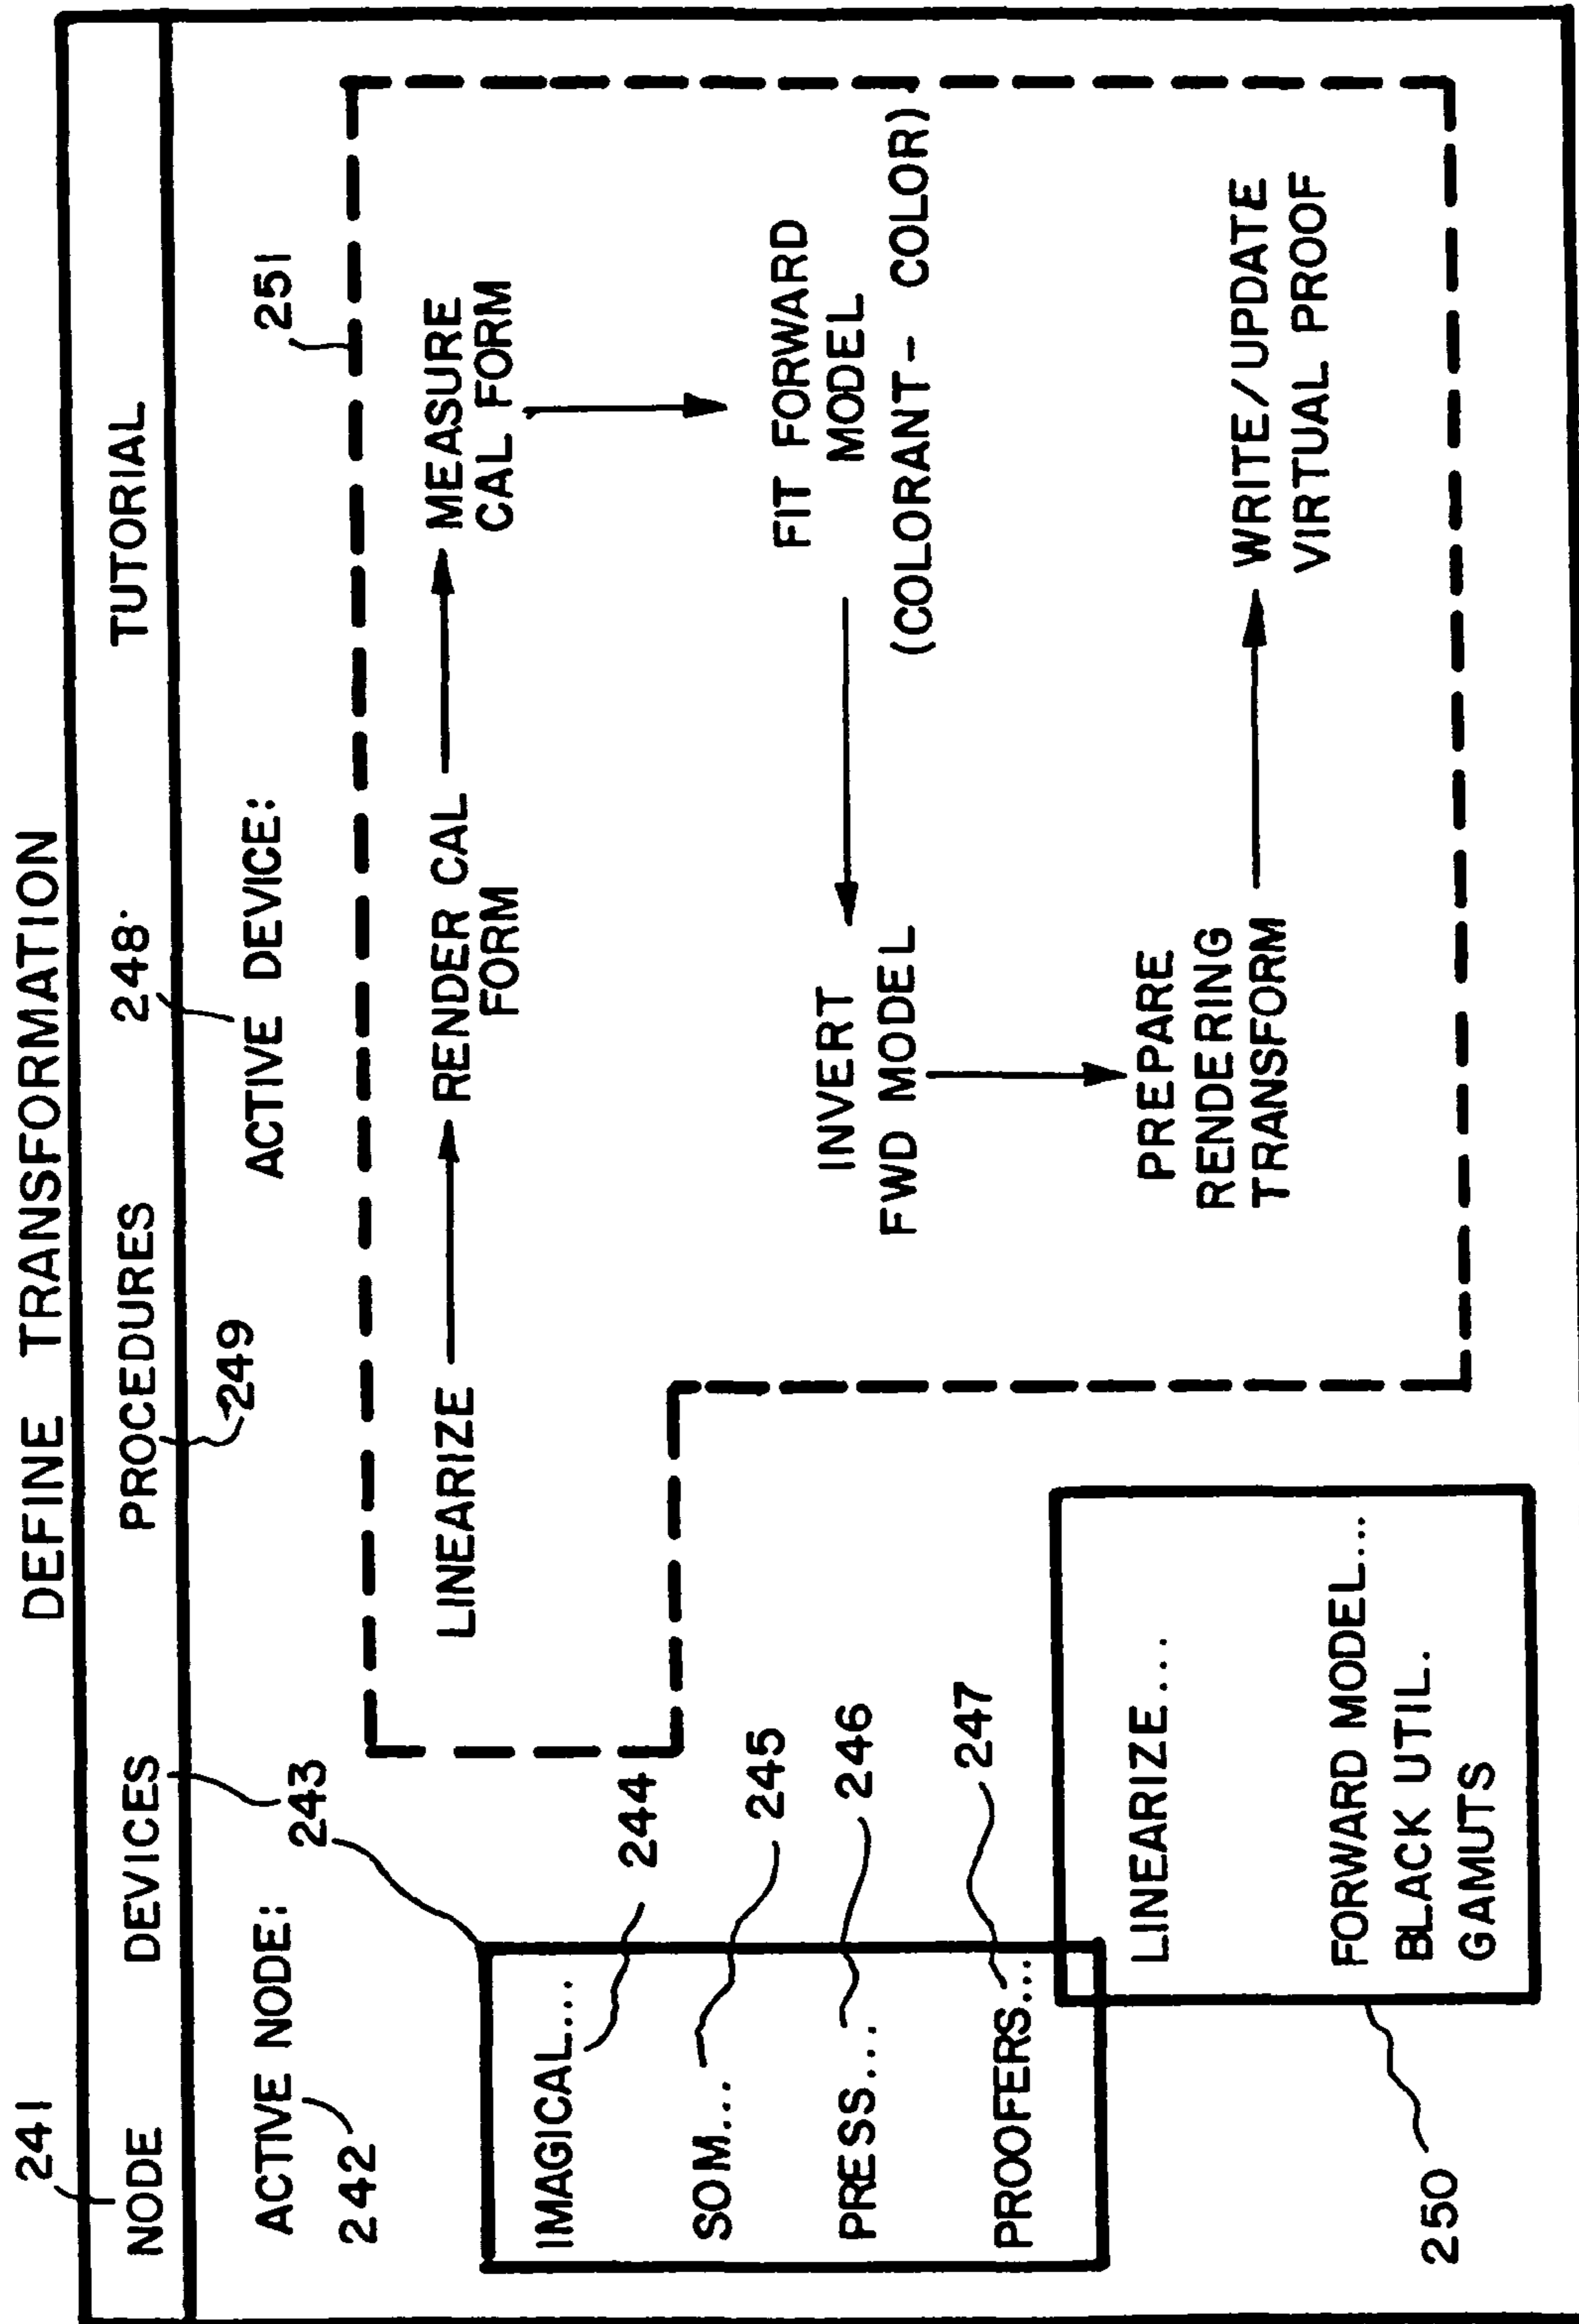 DEFINE TRANSFORMATION
241
NODE DEVICES PROCEDURES TUTORIAL
248
249
ACTIVE NODE:
242
243
ACTIVE DEVICE:
251
IMAGICAL...
244
SOM...
245
PRESS...
246
PROOFERS...
247
LINEARIZE...
FORWARD MODEL...
BLACK UTIL.
GAMUTS
250
LINEARIZE
RENDER CAL
FORM
MEASURE
CAL FORM
FIT FORWARD
MODEL
(COLORANT- COLOR)
INVERT
FWD MODEL
PREPARE
RENDERING
TRANSFORM
WRITE/UPDATE
VIRTUAL PROOF